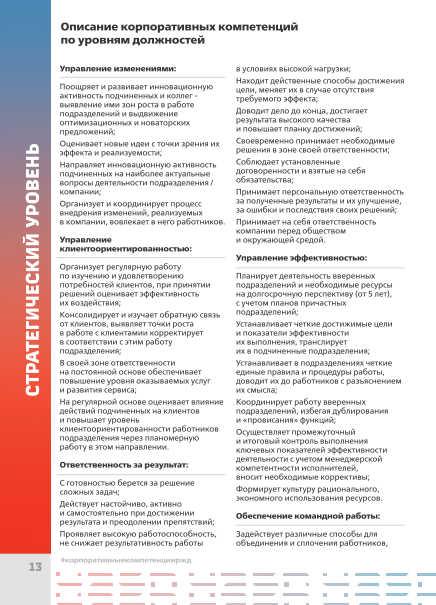 Описание корпоративных компетенций
по уровням должностей
СТРАТЕГИЧЕСКИЙ УРОВЕНЬ
Управление изменениями:
Поощряет и развивает инновационную
активность подчиненных и коллег -
выявление ими зон роста в работе
подразделений и выдвижение
оптимизационных и новаторских
предложений;
Оценивает новые идеи с точки зрения их
эффекта и реализуемости;
Направляет инновационную активность
подчиненных на наиболее актуальные
вопросы деятельности подразделения /
компании;
Организует и координирует процесс
внедрения изменений, реализуемых
в компании, вовлекает в него работников.
Управление
клиентоориентированностью:
Организует регулярную работу
по изучению и удовлетворению
потребностей клиентов, при принятии
решений оценивает эффективность
их воздействия;
Консолидирует и изучает обратную связь
от клиентов, выявляет точки роста
в работе с клиентами корректирует
в соответствии с этим работу
подразделения;
В своей зоне ответственности
на постоянной основе обеспечивает
повышение уровня оказываемых услуг
и развития сервиса;
На регулярной основе оценивает влияние
действий подчиненных на клиентов
и повышает уровень
клиентоориентированности работников
подразделения через планомерную
работу в этом направлении.
Ответственность за результат:
С готовностью берется за решение
сложных задач;
Действует настойчиво, активно
и самостоятельно при достижении
результата и преодолении препятствий;
Проявляет высокую работоспособность,
не снижает результативность работы
в условиях высокой нагрузки;
Находит действенные способы достижения
цели, меняет их в случае отсутствия
требуемого эффекта;
Доводит дело до конца, достигает
результата высокого качества
и повышает планку достижений;
Своевременно принимает необходимые
решения в зоне своей ответственности;
Соблюдает установленные
договоренности и взятые на себя
обязательства;
Принимает персональную ответственность
за полученные результаты и их улучшение,
за ошибки и последствия своих решений;
Принимает на себя ответственность
компании перед обществом
и окружающей средой.
Управление эффективностью:
Планирует деятельность вверенных
подразделений и необходимые ресурсы
на долгосрочную перспективу (от 5 лет),
с учетом планов причастных
подразделений;
Устанавливает четкие достижимые цели
и показатели эффективности
их выполнения, транслирует
их в подчиненные подразделения;
Устанавливает в подразделениях четкие
единые правила и процедуры работы,
доводит их до работников с разъяснением
их смысла;
Координирует работу вверенных
подразделений, избегая дублирования
и «провисания» функций;
Осуществляет промежуточный
и итоговый контроль выполнения
ключевых показателей эффективности
деятельности с учетом менеджерской
компетентности исполнителей,
вносит необходимые коррективы;
Формирует культуру рационального,
экономного использования ресурсов.
Обеспечение командной работы:
Задействует различные способы для
объединения и сплочения работников,
13
#корпоративныекомпетенцииржд